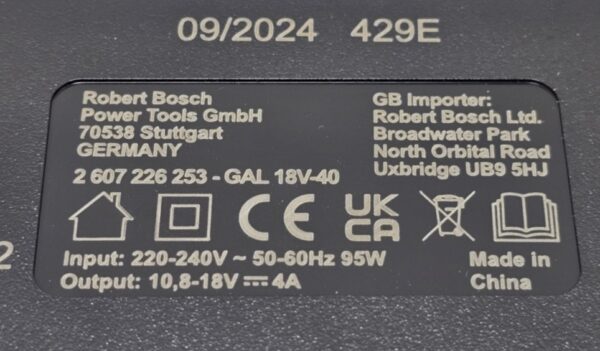 09/2024 429E
Robert Bosch
Power Tools GmbH
70538 Stuttgart
GERMANY
GB Importer:
Robert Bosch Ltd.
Broadwater Park
North Orbital Road
Uxbridge UB9 5HJ
2 607 226 253 - GAL 18V-40
CE
UK
CA
2
Input: 220-240V ~ 50-60Hz 95W
Output: 10,8-18V ⎓ 4A
Made in
China